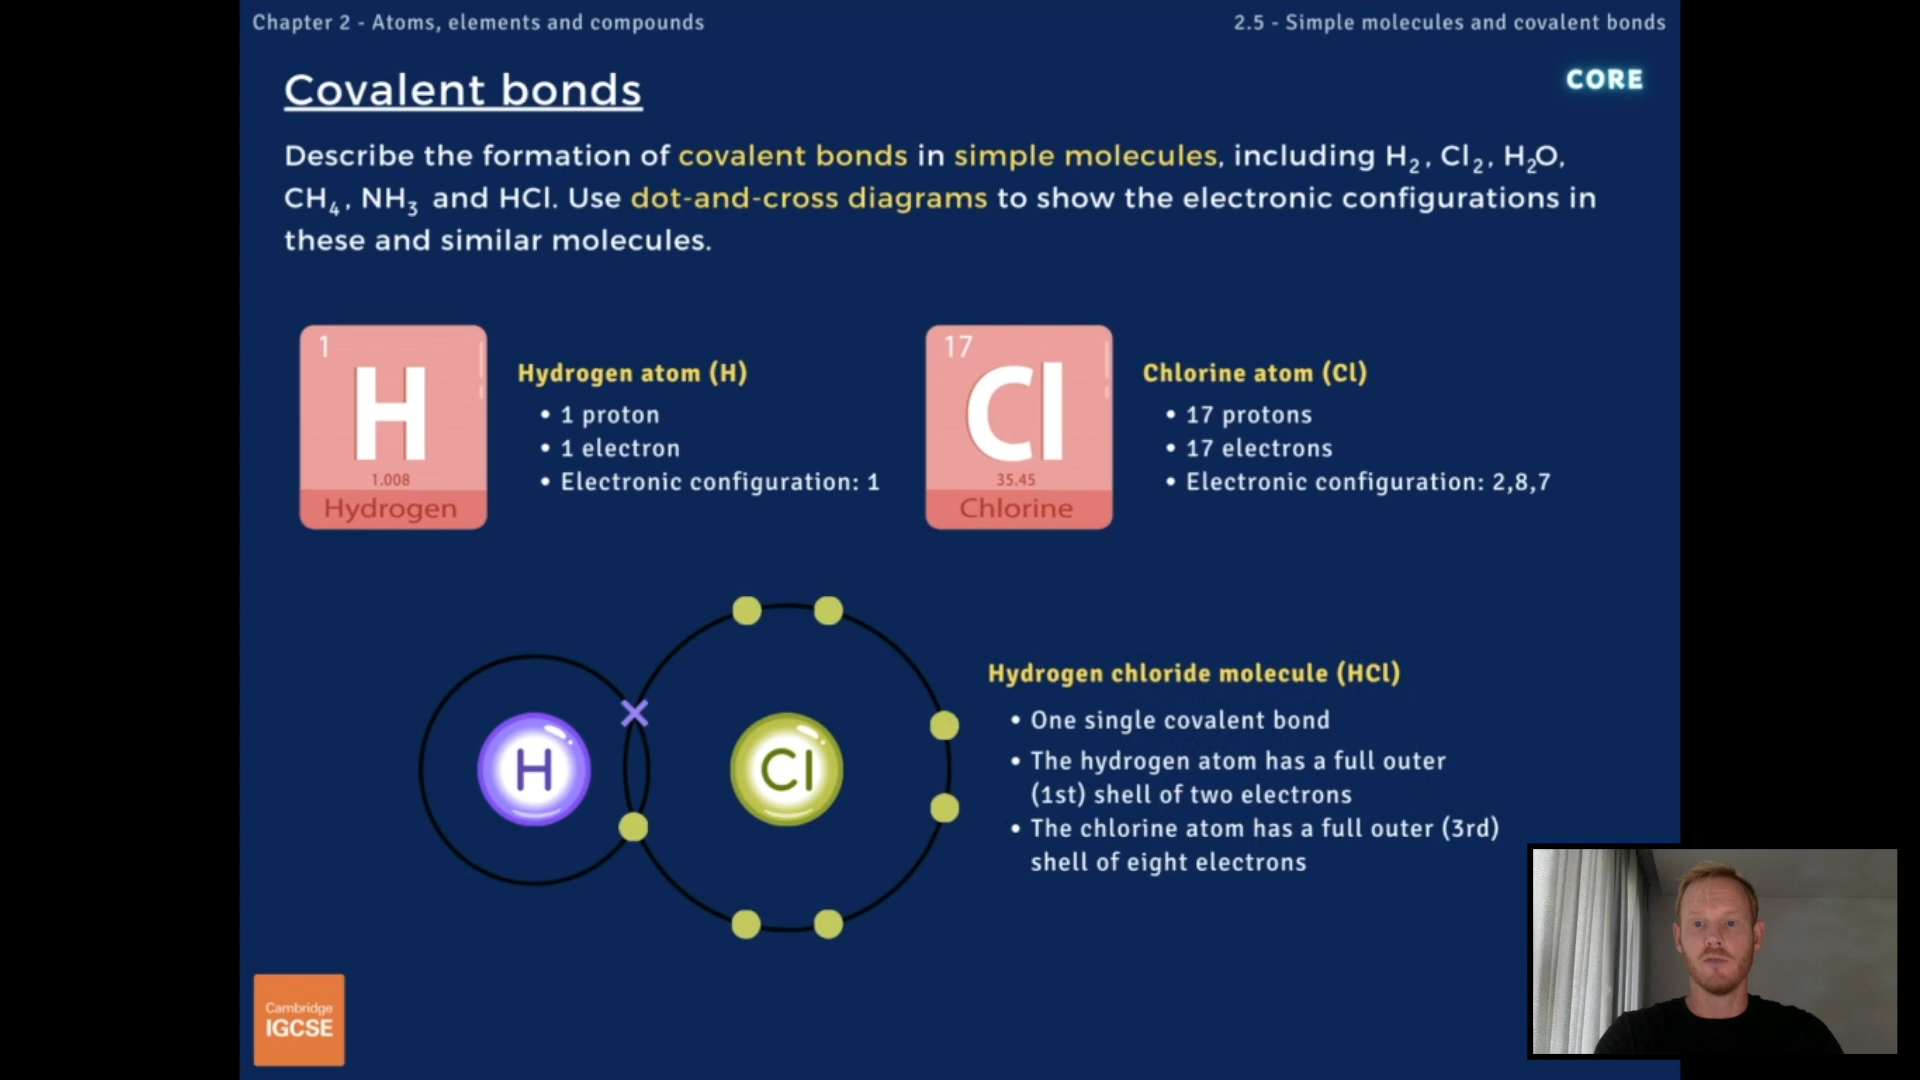 Chapter 2 - Atoms, elements and compounds
2.5 - Simple molecules and covalent bonds
Covalent bonds
CORE
Describe the formation of covalent bonds in simple molecules, including H₂, Cl₂, H₂O,
CH₄, NH₃ and HCl. Use dot-and-cross diagrams to show the electronic configurations in
these and similar molecules.
1
H
1.008
Hydrogen
Hydrogen atom (H)
• 1 proton
• 1 electron
• Electronic configuration: 1
17
Cl
35.45
Chlorine
Chlorine atom (Cl)
• 17 protons
• 17 electrons
• Electronic configuration: 2,8,7
H
Cl
Hydrogen chloride molecule (HCl)
• One single covalent bond
• The hydrogen atom has a full outer
(1st) shell of two electrons
• The chlorine atom has a full outer (3rd)
shell of eight electrons
Cambridge
IGCSE